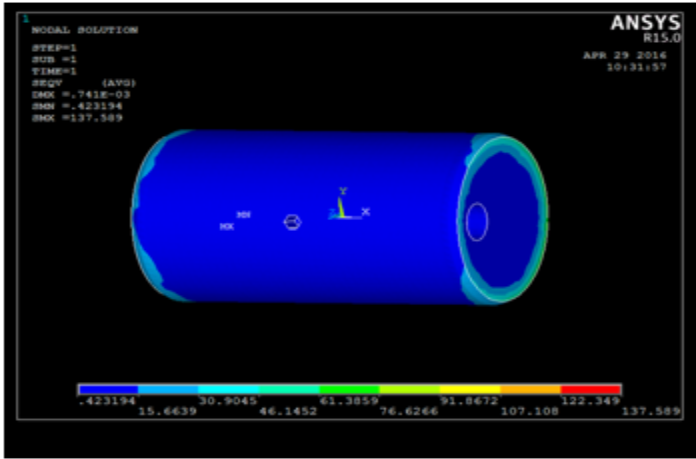 1
NODAL SOLUTION
STEP=1
SUB =1
TIME=1
SEQV (AVG)
DMX =.741E-03
SMN =.423194
SMX =137.589
ANSYS
R15.0
APR 29 2016
10:31:57
Y
Z X
MN
MX
.423194 30.9045 61.3859 91.8672 122.349
15.6639 46.1452 76.6266 107.108 137.589